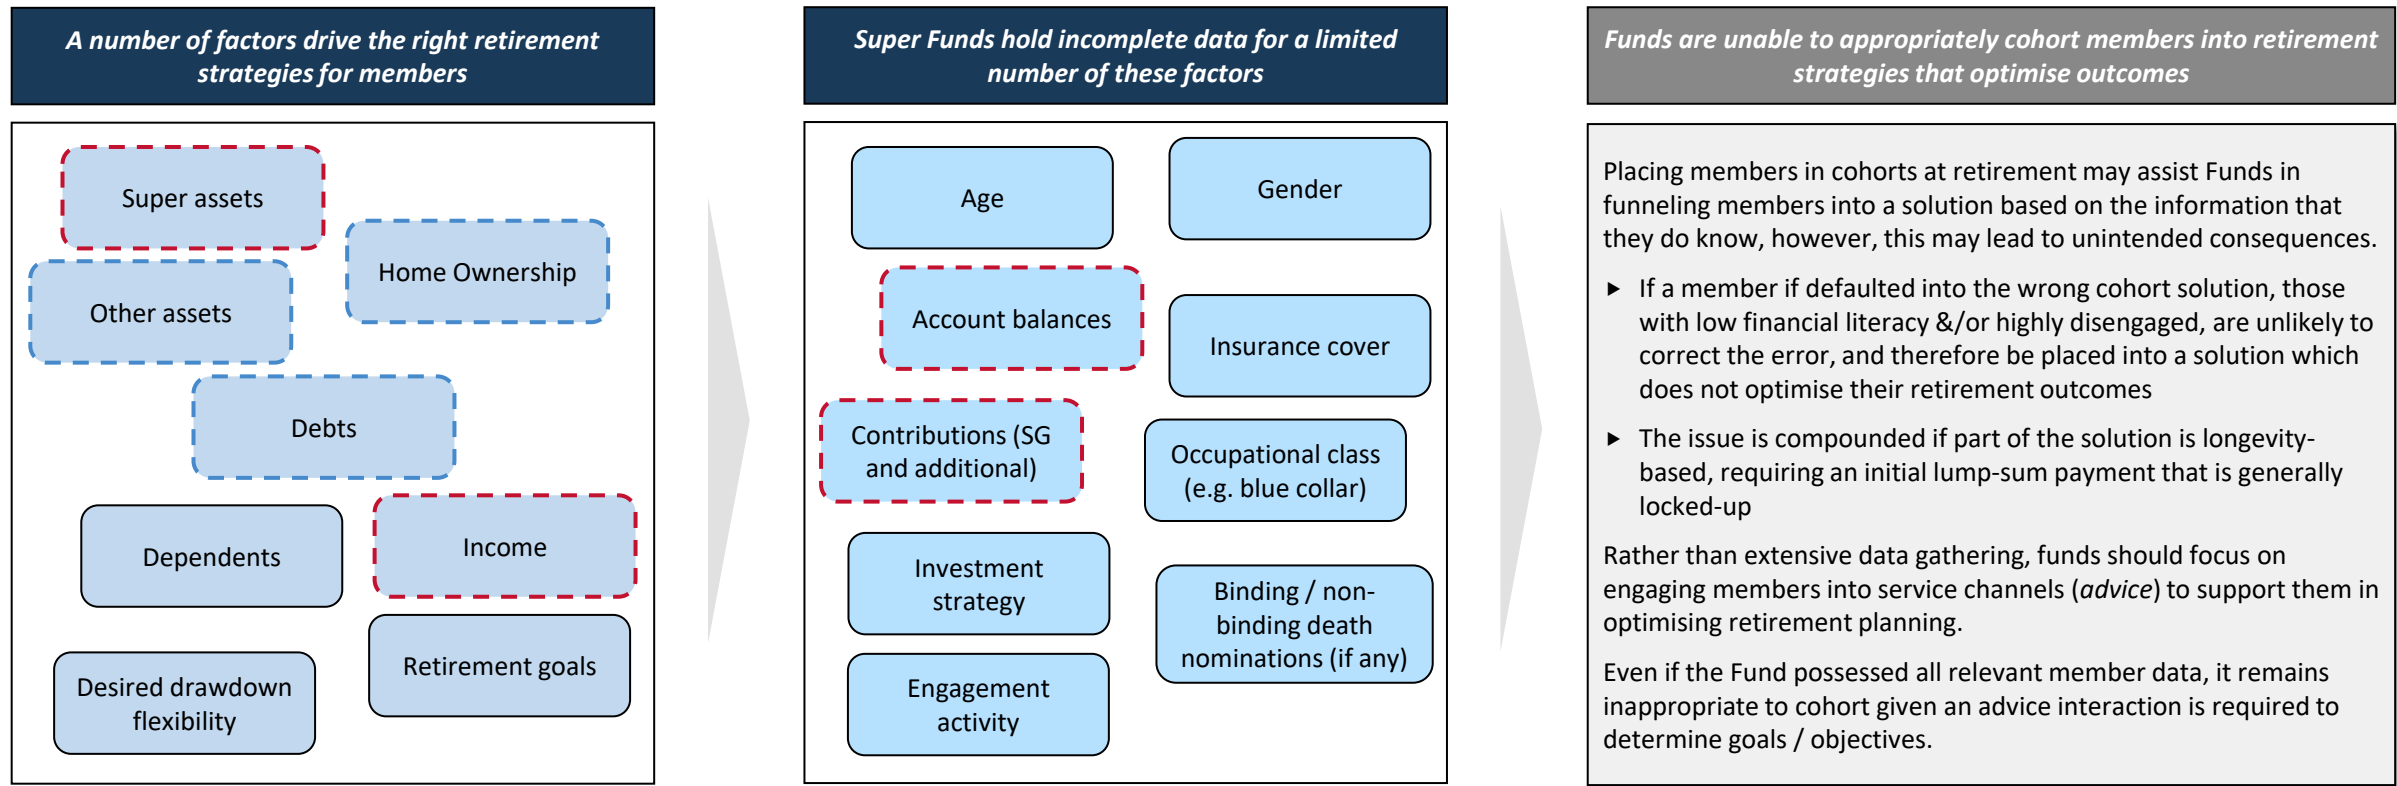 A number of factors drive the right retirement
strategies for members
Super assets
Home Ownership
Other assets
Debts
Dependents
Income
Retirement goals
Desired drawdown
flexibility
Super Funds hold incomplete data for a limited
number of these factors
Age
Gender
Account balances
Insurance cover
Contributions (SG
and additional)
Occupational class
(e.g. blue collar)
Investment
strategy
Binding / non-
binding death
nominations (if any)
Engagement
activity
Funds are unable to appropriately cohort members into retirement
strategies that optimise outcomes
Placing members in cohorts at retirement may assist Funds in
funneling members into a solution based on the information that
they do know, however, this may lead to unintended consequences.
If a member if defaulted into the wrong cohort solution, those
with low financial literacy &/or highly disengaged, are unlikely to
correct the error, and therefore be placed into a solution which
does not optimise their retirement outcomes
The issue is compounded if part of the solution is longevity-
based, requiring an initial lump-sum payment that is generally
locked-up
Rather than extensive data gathering, funds should focus on
engaging members into service channels (advice) to support them in
optimising retirement planning.
Even if the Fund possessed all relevant member data, it remains
inappropriate to cohort given an advice interaction is required to
determine goals / objectives.